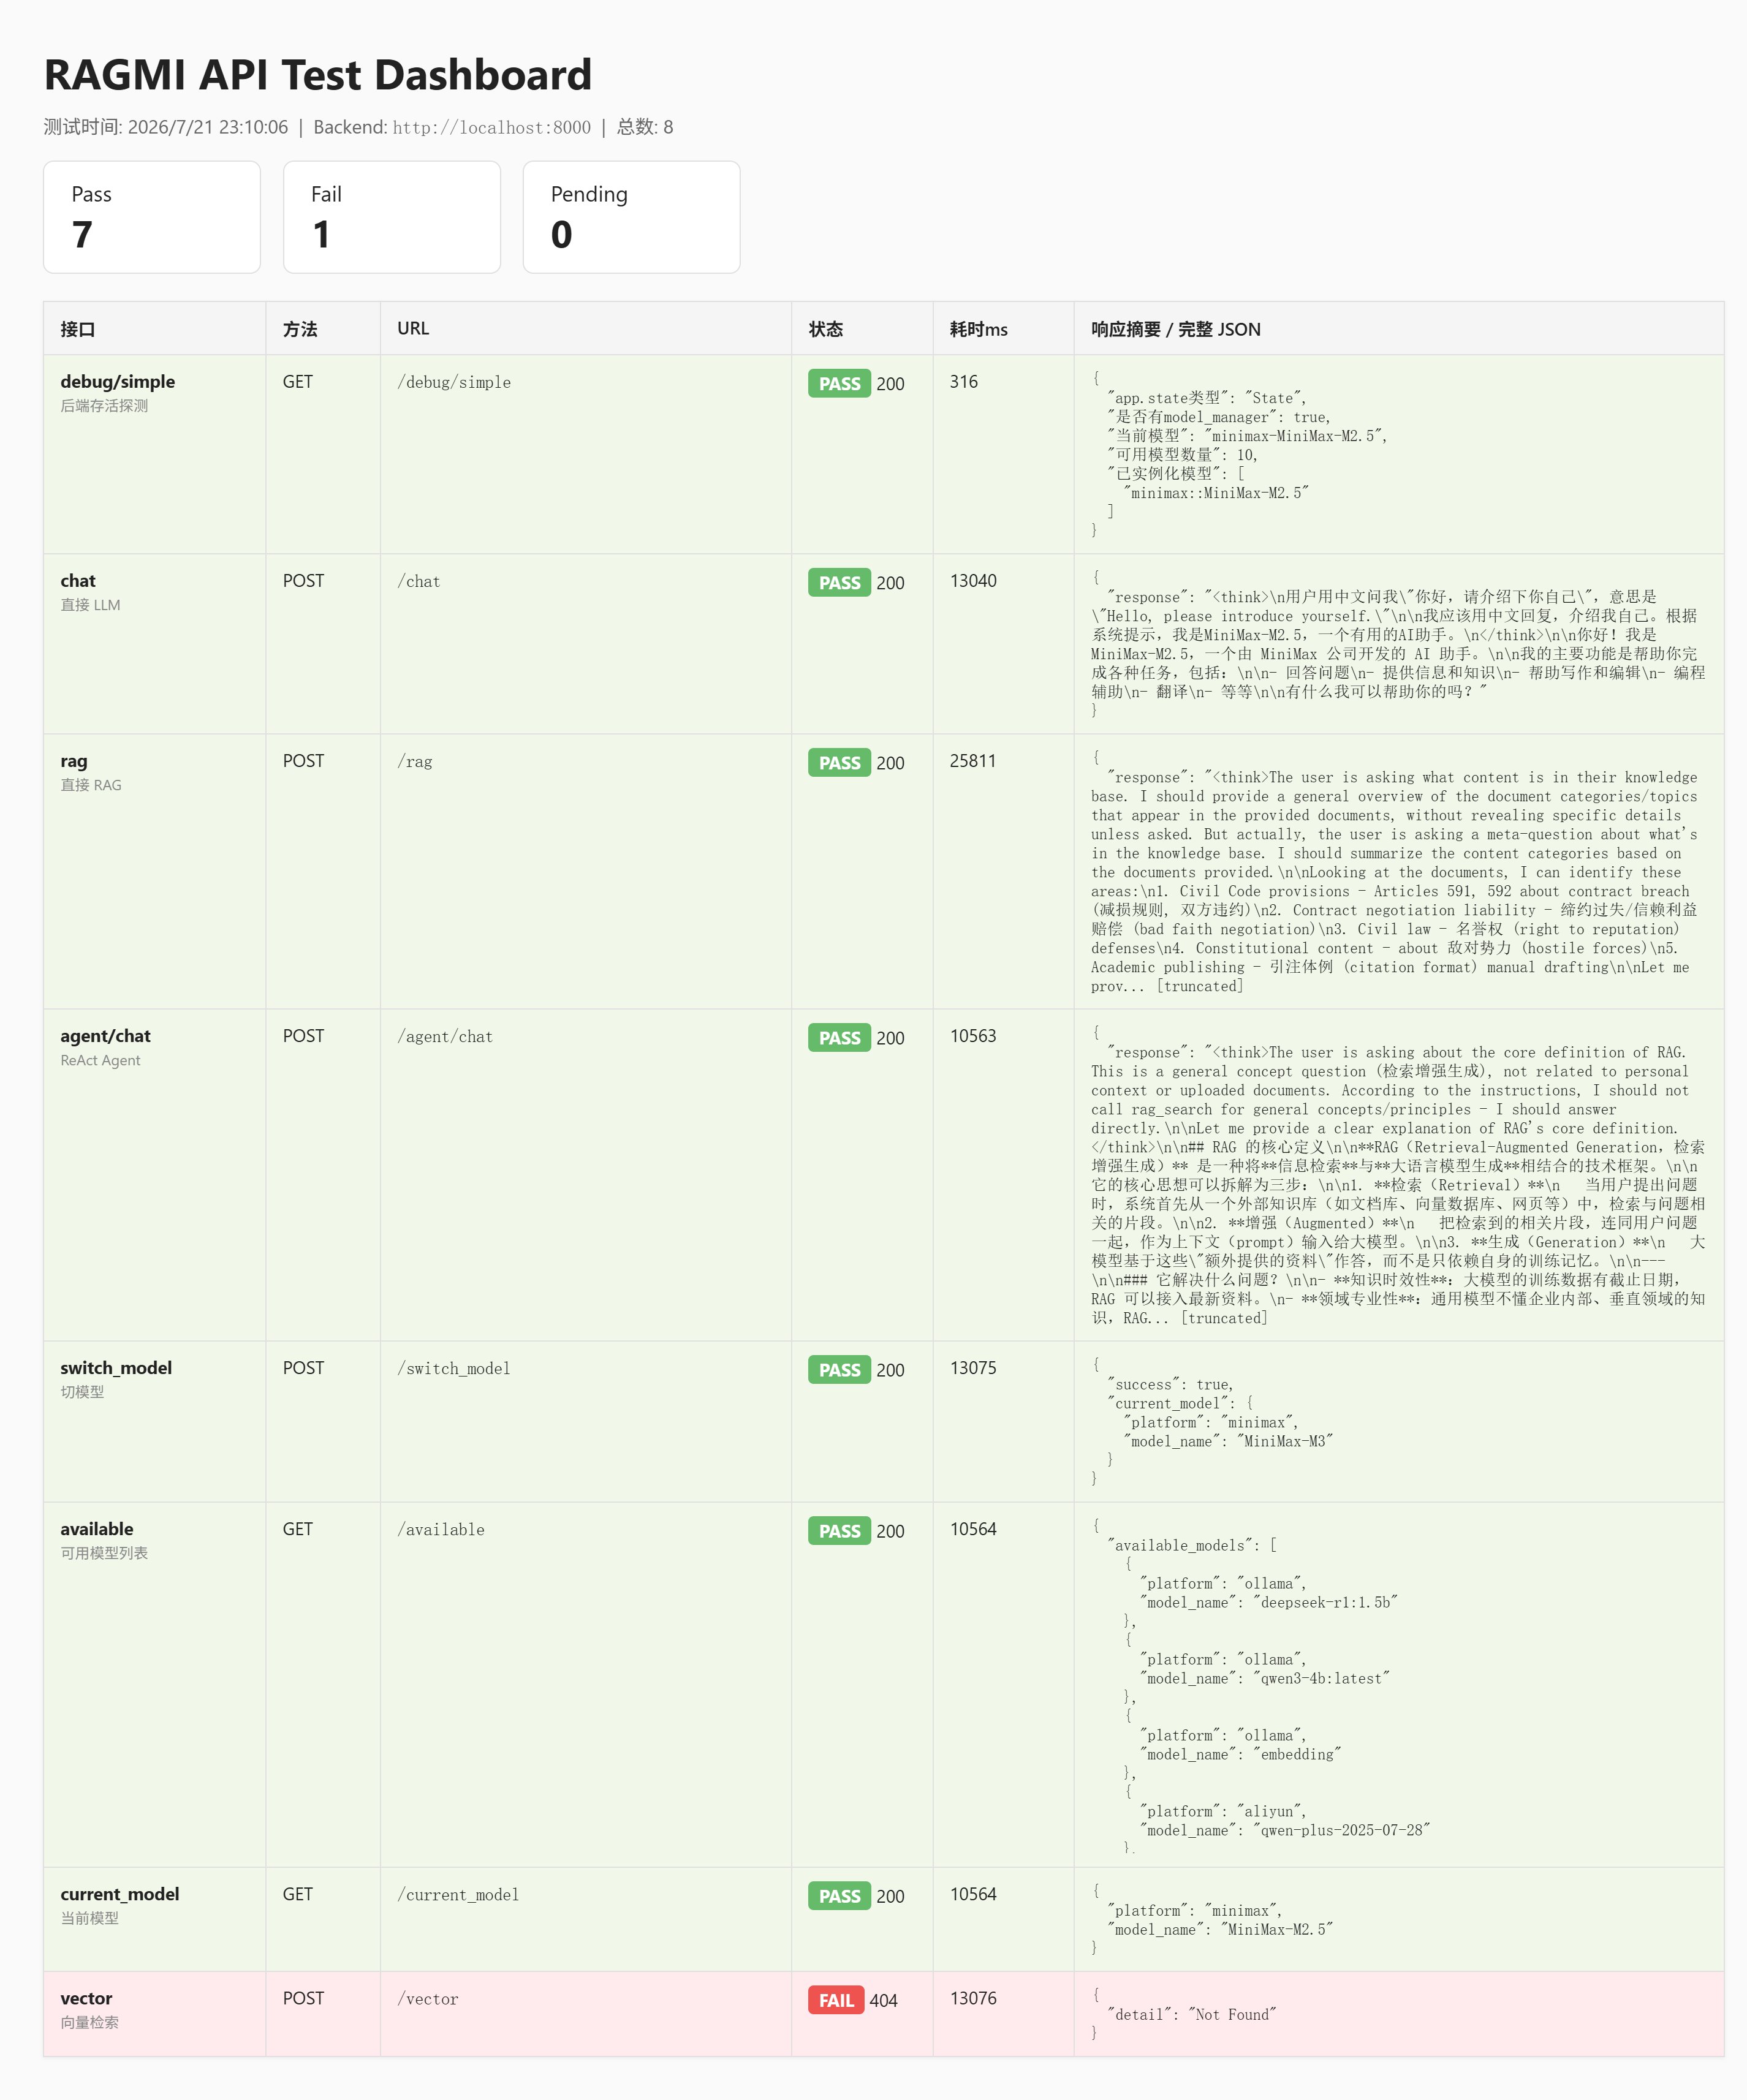 RAGMI API Test Dashboard
测试时间: 2026/7/21 23:10:06 | Backend: http://localhost:8000 | 总数: 8
Pass
7
Fail
1
Pending
0
接口 方法 URL 状态 耗时ms 响应摘要 / 完整 JSON
debug/simple
后端存活探测
GET
/debug/simple
PASS 200
316
{
"app.state类型": "State",
"是否有model_manager": true,
"当前模型": "minimax-MiniMax-M2.5",
"可用模型数量": 10,
"已实例化模型": [
"minimax::MiniMax-M2.5"
]
}
chat
直接 LLM
POST
/chat
PASS 200
13040
{
"response": "<think>\n用户用中文问我\"你好，请介绍下你自己\"，意思是
\"Hello, please introduce yourself.\"\n\n我应该用中文回复，介绍我自己。根据
系统提示，我是MiniMax-M2.5，一个有用的AI助手。\n</think>\n\n你好！我是
MiniMax-M2.5，一个由 MiniMax 公司开发的 AI 助手。\n\n我的主要功能是帮助你完
成各种任务，包括：\n\n- 回答问题\n- 提供信息和知识\n- 帮助写作和编辑\n- 编程
辅助\n- 翻译\n- 等等\n\n有什么我可以帮助你的吗？"
}
rag
直接 RAG
POST
/rag
PASS 200
25811
{
"response": "<think>The user is asking what content is in their knowledge
base. I should provide a general overview of the document categories/topics
that appear in the provided documents, without revealing specific details
unless asked. But actually, the user is asking a meta-question about what's
in the knowledge base. I should summarize the content categories based on
the documents provided.\n\nLooking at the documents, I can identify these
areas:\n1. Civil Code provisions - Articles 591, 592 about contract breach
(减损规则, 双方违约)\n2. Contract negotiation liability - 缔约过失/信赖利益
赔偿 (bad faith negotiation)\n3. Civil law - 名誉权 (right to reputation)
defenses\n4. Constitutional content - about 敌对势力 (hostile forces)\n5.
Academic publishing - 引注体例 (citation format) manual drafting\n\nLet me
prov... [truncated]
agent/chat
ReAct Agent
POST
/agent/chat
PASS 200
10563
{
"response": "<think>The user is asking about the core definition of RAG.
This is a general concept question (检索增强生成), not related to personal
context or uploaded documents. According to the instructions, I should not
call rag_search for general concepts/principles - I should answer
directly.\n\nLet me provide a clear explanation of RAG's core definition.
</think>\n\n## RAG 的核心定义\n\n**RAG（Retrieval-Augmented Generation，检索
增强生成）** 是一种将**信息检索**与**大语言模型生成**相结合的技术框架。\n\n
它的核心思想可以拆解为三步：\n\n1. **检索（Retrieval）**\n   当用户提出问题
时，系统首先从一个外部知识库（如文档库、向量数据库、网页等）中，检索与问题相
关的片段。\n\n2. **增强（Augmented）**\n   把检索到的相关片段，连同用户问题
一起，作为上下文（prompt）输入给大模型。\n\n3. **生成（Generation）**\n   大
模型基于这些\"额外提供的资料\"作答，而不是只依赖自身的训练记忆。\n\n---
\n\n### 它解决什么问题？\n\n- **知识时效性**：大模型的训练数据有截止日期，
RAG 可以接入最新资料。\n- **领域专业性**：通用模型不懂企业内部、垂直领域的知
识，RAG... [truncated]
switch_model
切模型
POST
/switch_model
PASS 200
13075
{
"success": true,
"current_model": {
"platform": "minimax",
"model_name": "MiniMax-M3"
}
}
available
可用模型列表
GET
/available
PASS 200
10564
{
"available_models": [
{
"platform": "ollama",
"model_name": "deepseek-r1:1.5b"
},
{
"platform": "ollama",
"model_name": "qwen3-4b:latest"
},
{
"platform": "ollama",
"model_name": "embedding"
},
{
"platform": "aliyun",
"model_name": "qwen-plus-2025-07-28"
},
current_model
当前模型
GET
/current_model
PASS 200
10564
{
"platform": "minimax",
"model_name": "MiniMax-M2.5"
}
vector
向量检索
POST
/vector
FAIL 404
13076
{
"detail": "Not Found"
}